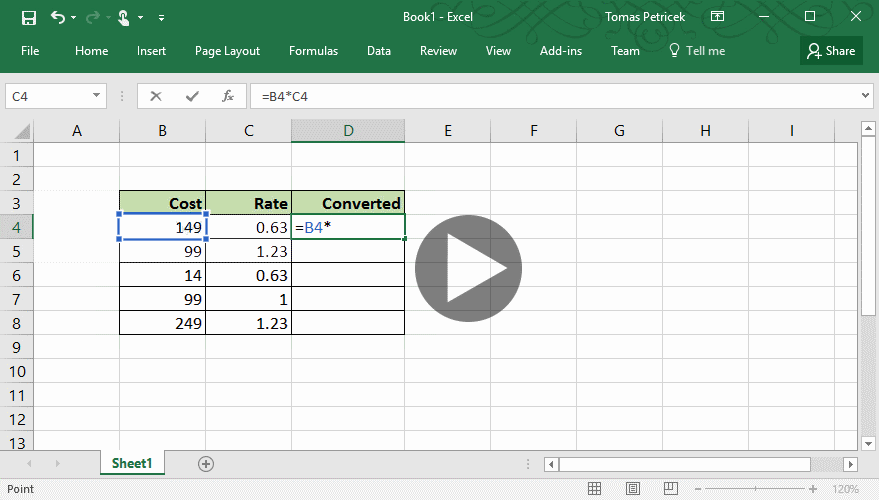 Book1 - Excel Tomas Petricek
File Home Insert Page Layout Formulas Data Review View Add-ins Team Tell me Share
C4 fx =B4*C4
A B C D E F G H I
1
2
3 Cost Rate Converted
4 149 0.63 =B4*
5 99 1.23
6 14 0.63
7 99 1
8 249 1.23
9
10
11
12
13
Sheet1
Point 120%